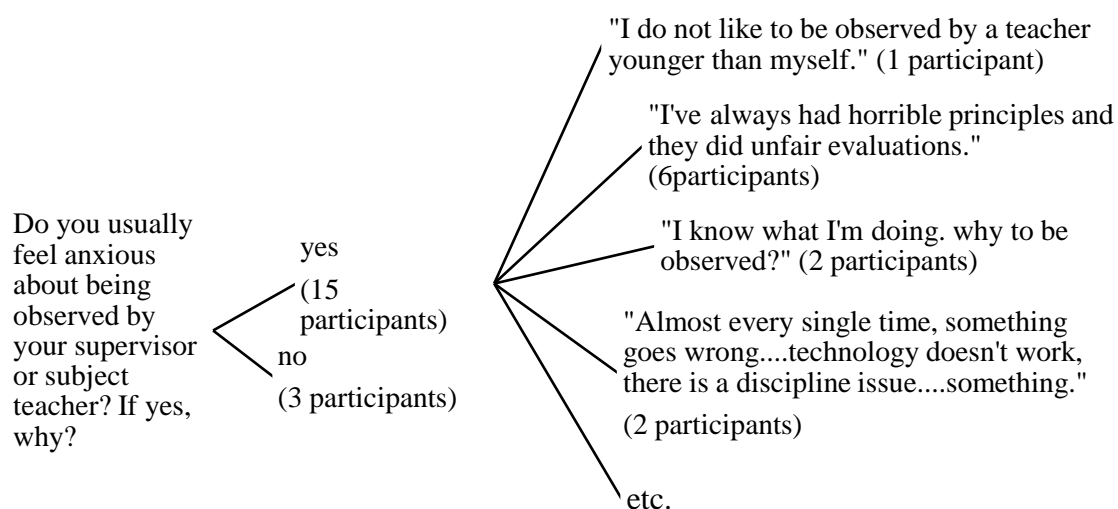 Do you usually
feel anxious
about being
observed by
your supervisor
or subject
teacher? If yes,
why?
yes
(15
participants)
no
(3 participants)
"I do not like to be observed by a teacher
younger than myself." (1 participant)
"I've always had horrible principles and
they did unfair evaluations."
(6participants)
"I know what I'm doing. why to be
observed?" (2 participants)
"Almost every single time, something
goes wrong....technology doesn't work,
there is a discipline issue....something."
(2 participants)
etc.